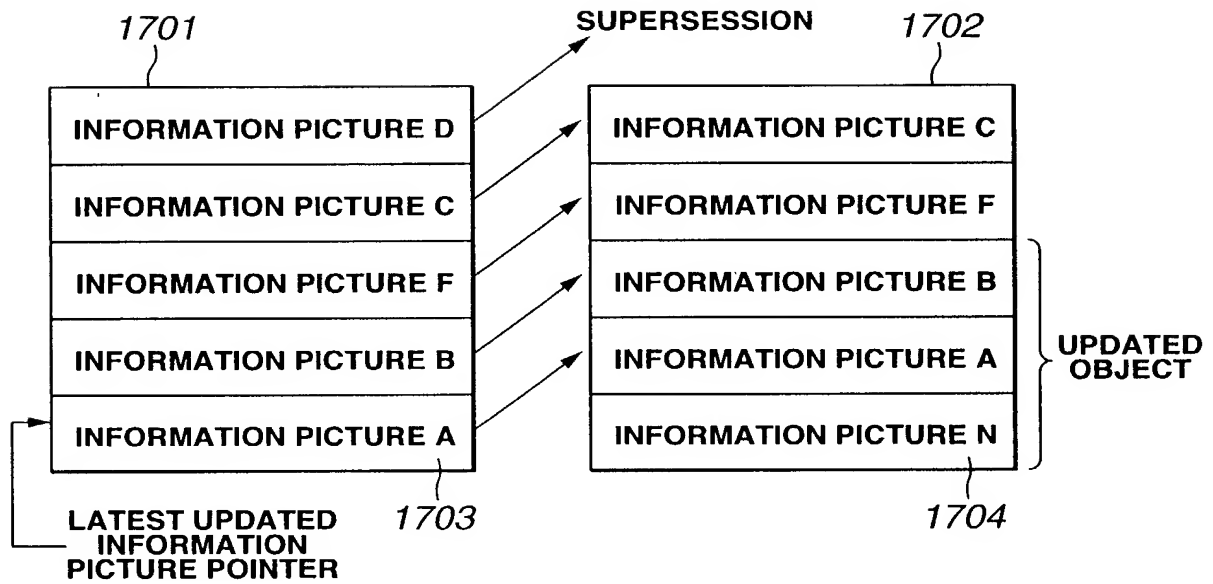 SUPERSESSION
1701
1702
INFORMATION PICTURE D
INFORMATION PICTURE C
INFORMATION PICTURE F
INFORMATION PICTURE B
INFORMATION PICTURE A
INFORMATION PICTURE C
INFORMATION PICTURE F
INFORMATION PICTURE B
INFORMATION PICTURE A
INFORMATION PICTURE N
UPDATED
OBJECT
1703
1704
LATEST UPDATED
INFORMATION
PICTURE POINTER